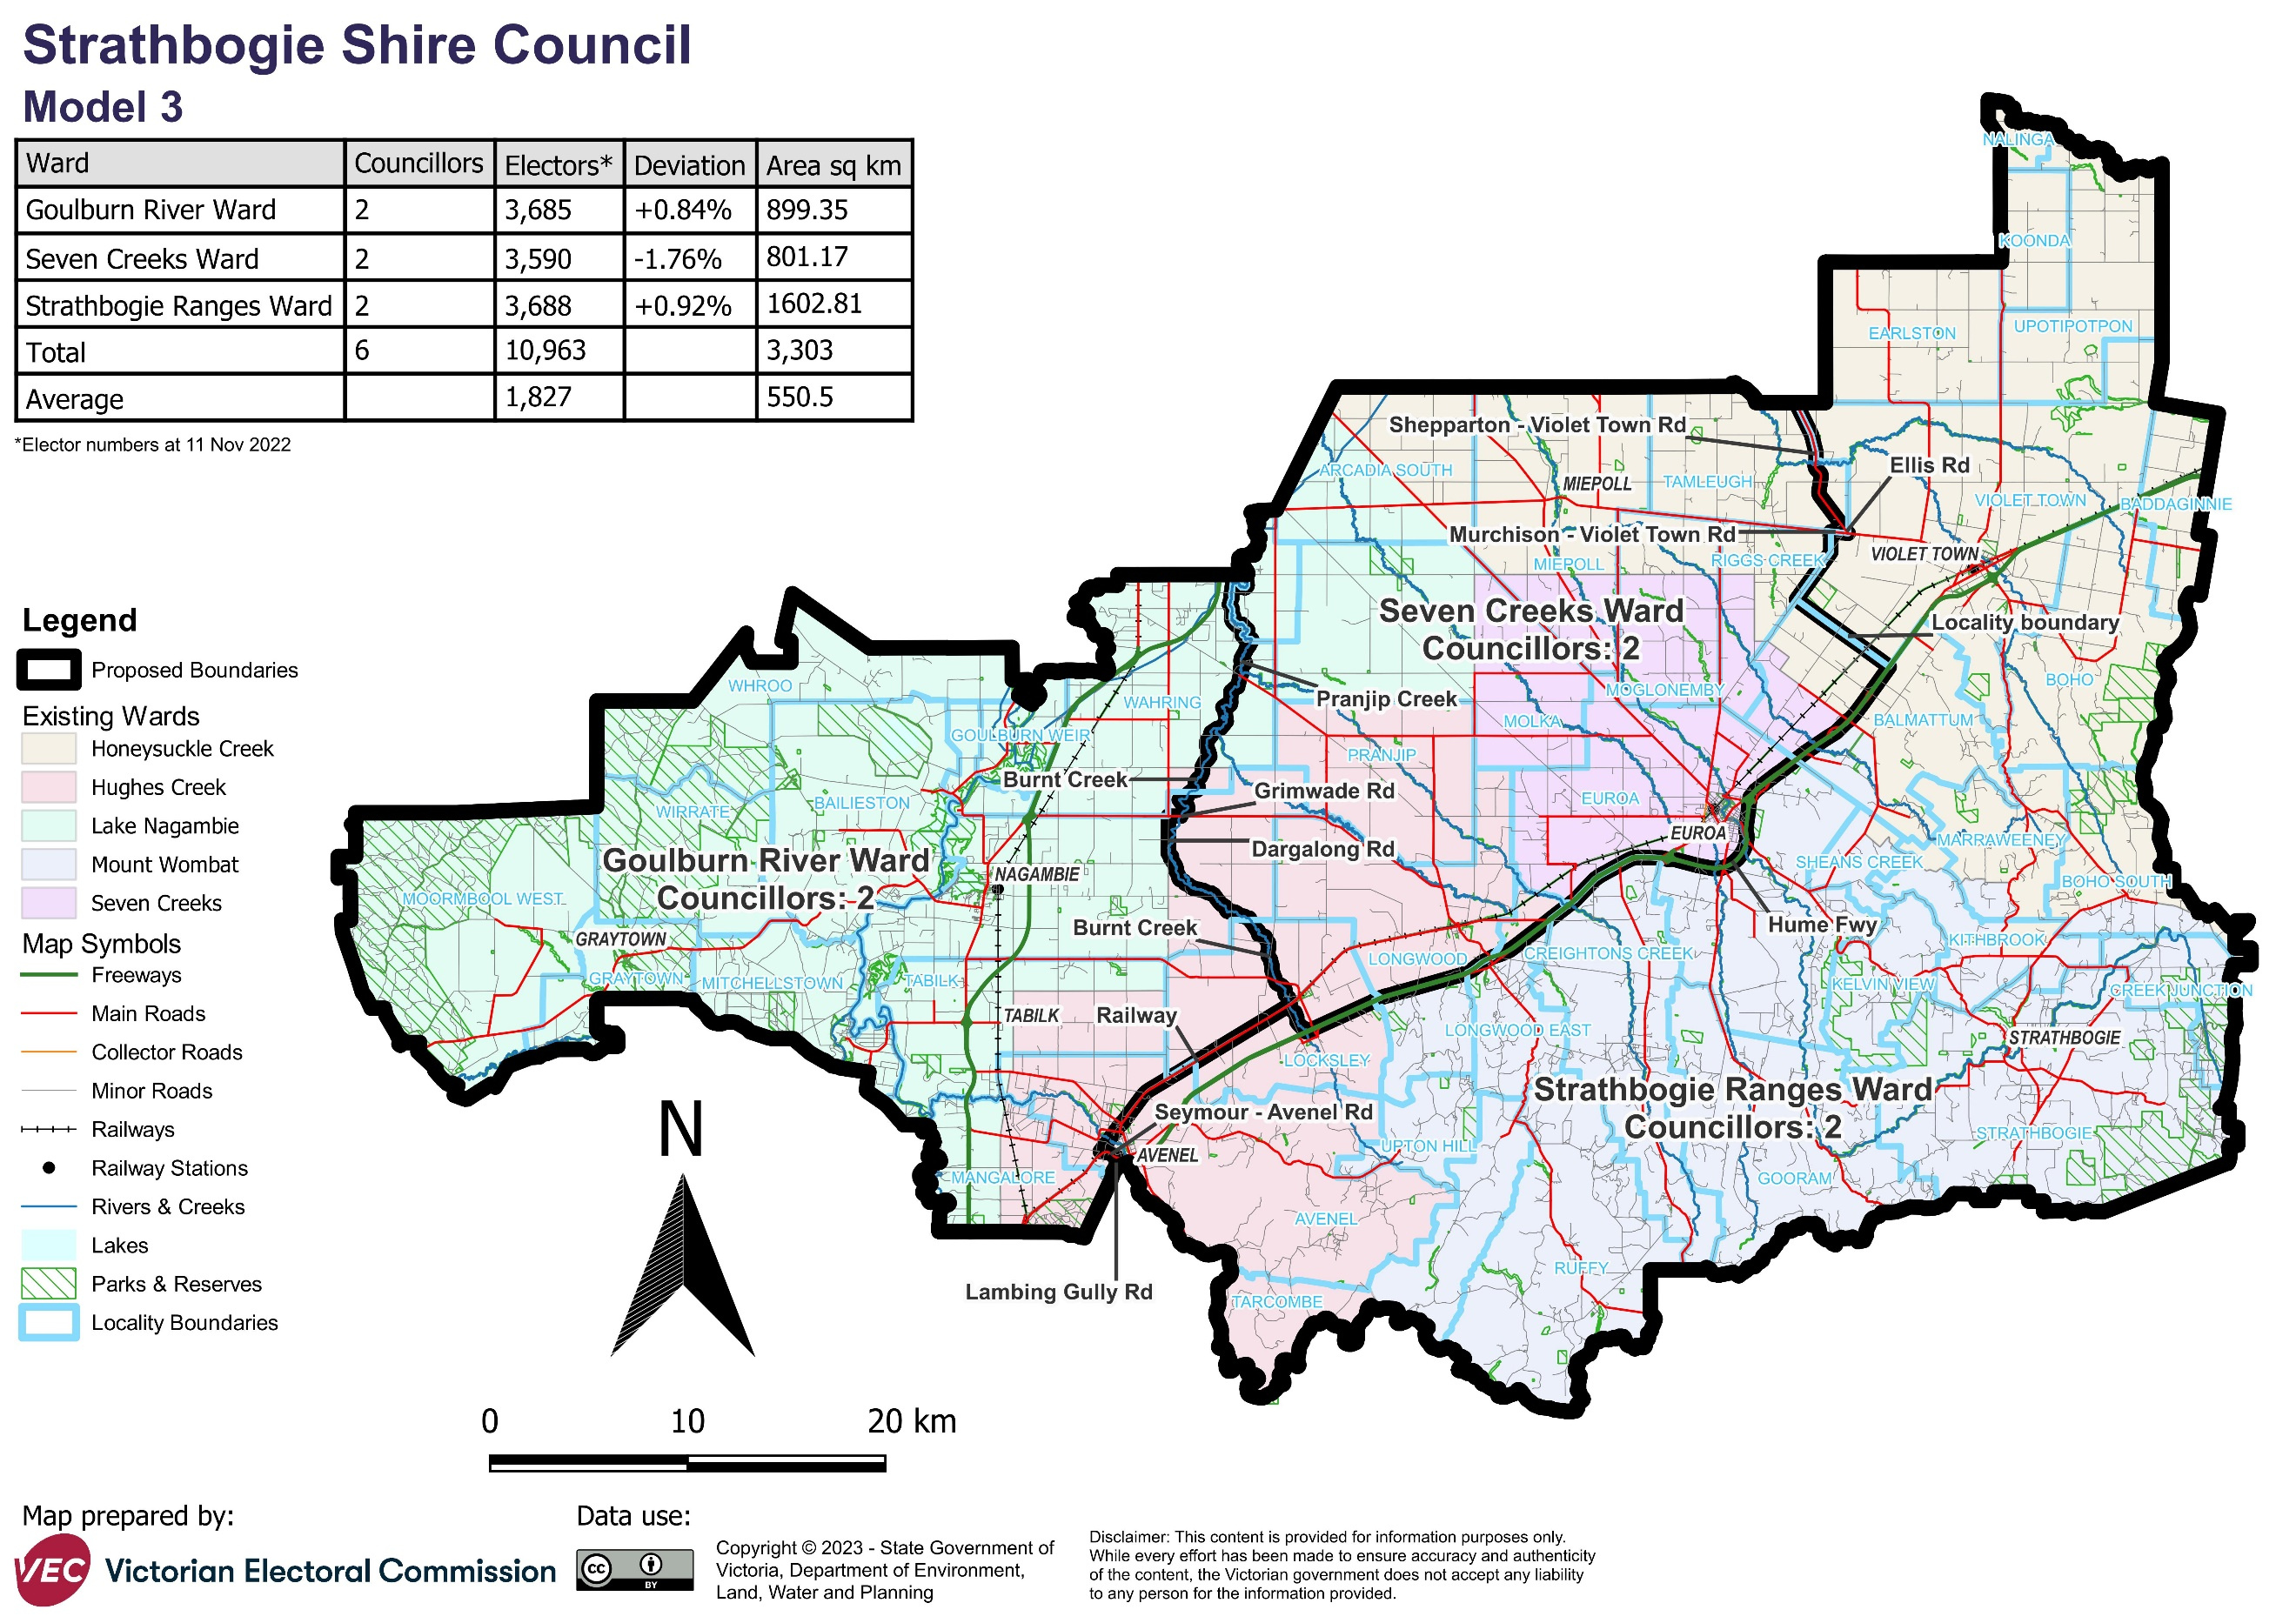 Strathbogie Shire Council
Model 3
Ward Councillors Electors* Deviation Area sq km
Goulburn River Ward 2 3,685 +0.84% 899.35
Seven Creeks Ward 2 3,590 -1.76% 801.17
Strathbogie Ranges Ward 2 3,688 +0.92% 1602.81
Total 6 10,963 3,303
Average 1,827 550.5
*Elector numbers at 11 Nov 2022
NALINGA
KOONDA
EARLSTON
UPOTIPOTPON
Shepparton - Violet Town Rd
Ellis Rd
ARCADIA SOUTH
MIEPOLL
TAMLEUGH
VIOLET TOWN
BADDAGINNIE
Murchison - Violet Town Rd
MIEPOLL
RIGGS CREEK
VIOLET TOWN
Seven Creeks Ward
Councillors: 2
Locality boundary
WHROO
WAHRING
Pranjip Creek
MOGLONEMBY
BOHO
MOLKA
BALMATTUM
GOULBURN WEIR
PRANJIP
Burnt Creek
Grimwade Rd
EUROA
WIRRATE
BAILIESTON
EUROA
MARRAWEENEY
Dargalong Rd
Goulburn River Ward
Councillors: 2
NAGAMBIE
SHEANS CREEK
BOHO SOUTH
MOORMBOOL WEST
Burnt Creek
Hume Fwy
GRAYTOWN
KITHBROOK
LONGWOOD
CREIGHTONS CREEK
GRAYTOWN
MITCHELLSTOWN
TABILK
KELVIN VIEW
CREEK JUNCTION
TABILK
Railway
LONGWOOD EAST
STRATHBOGIE
LOCKSLEY
Strathbogie Ranges Ward
Councillors: 2
Seymour - Avenel Rd
STRATHBOGIE
UPTON HILL
AVENEL
MANGALORE
GOORAM
AVENEL
RUFFY
Lambing Gully Rd
TARCOMBE
Legend
Proposed Boundaries
Existing Wards
Honeysuckle Creek
Hughes Creek
Lake Nagambie
Mount Wombat
Seven Creeks
Map Symbols
Freeways
Main Roads
Collector Roads
Minor Roads
Railways
Railway Stations
Rivers & Creeks
Lakes
Parks & Reserves
Locality Boundaries
N
0 10 20 km
Map prepared by:
VEC Victorian Electoral Commission
Data use:
cc BY
Copyright © 2023 - State Government of
Victoria, Department of Environment,
Land, Water and Planning
Disclaimer: This content is provided for information purposes only.
While every effort has been made to ensure accuracy and authenticity
of the content, the Victorian government does not accept any liability
to any person for the information provided.